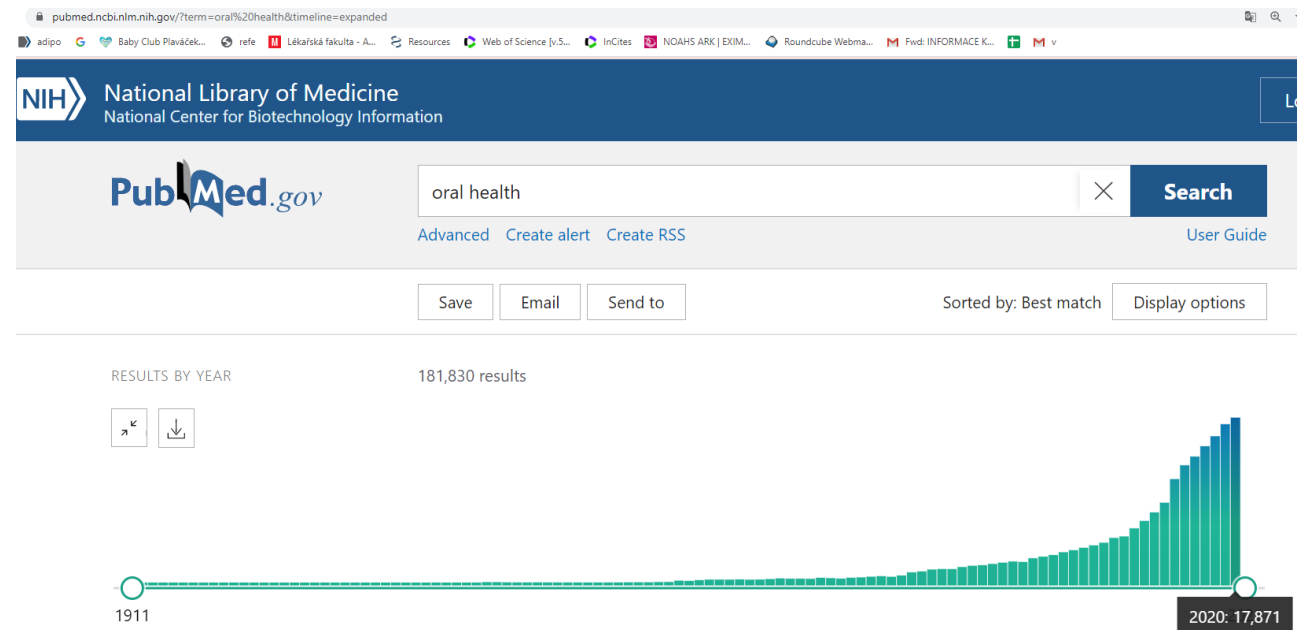 pubmed.ncbi.nlm.nih.gov/?term=oral%20health&timeline=expanded
adipo Baby Club Plaváček... refe Lékařská fakulta - A... Resources Web of Science [v.5... InCites NOAHS ARK | EXIM... Roundcube Webma... Fwd: INFORMACE K... v
NIH National Library of Medicine
National Center for Biotechnology Information
PubMed.gov
oral health
Search
Advanced Create alert Create RSS User Guide
Save Email Send to Sorted by: Best match Display options
RESULTS BY YEAR 181,830 results
1911 2020: 17,871